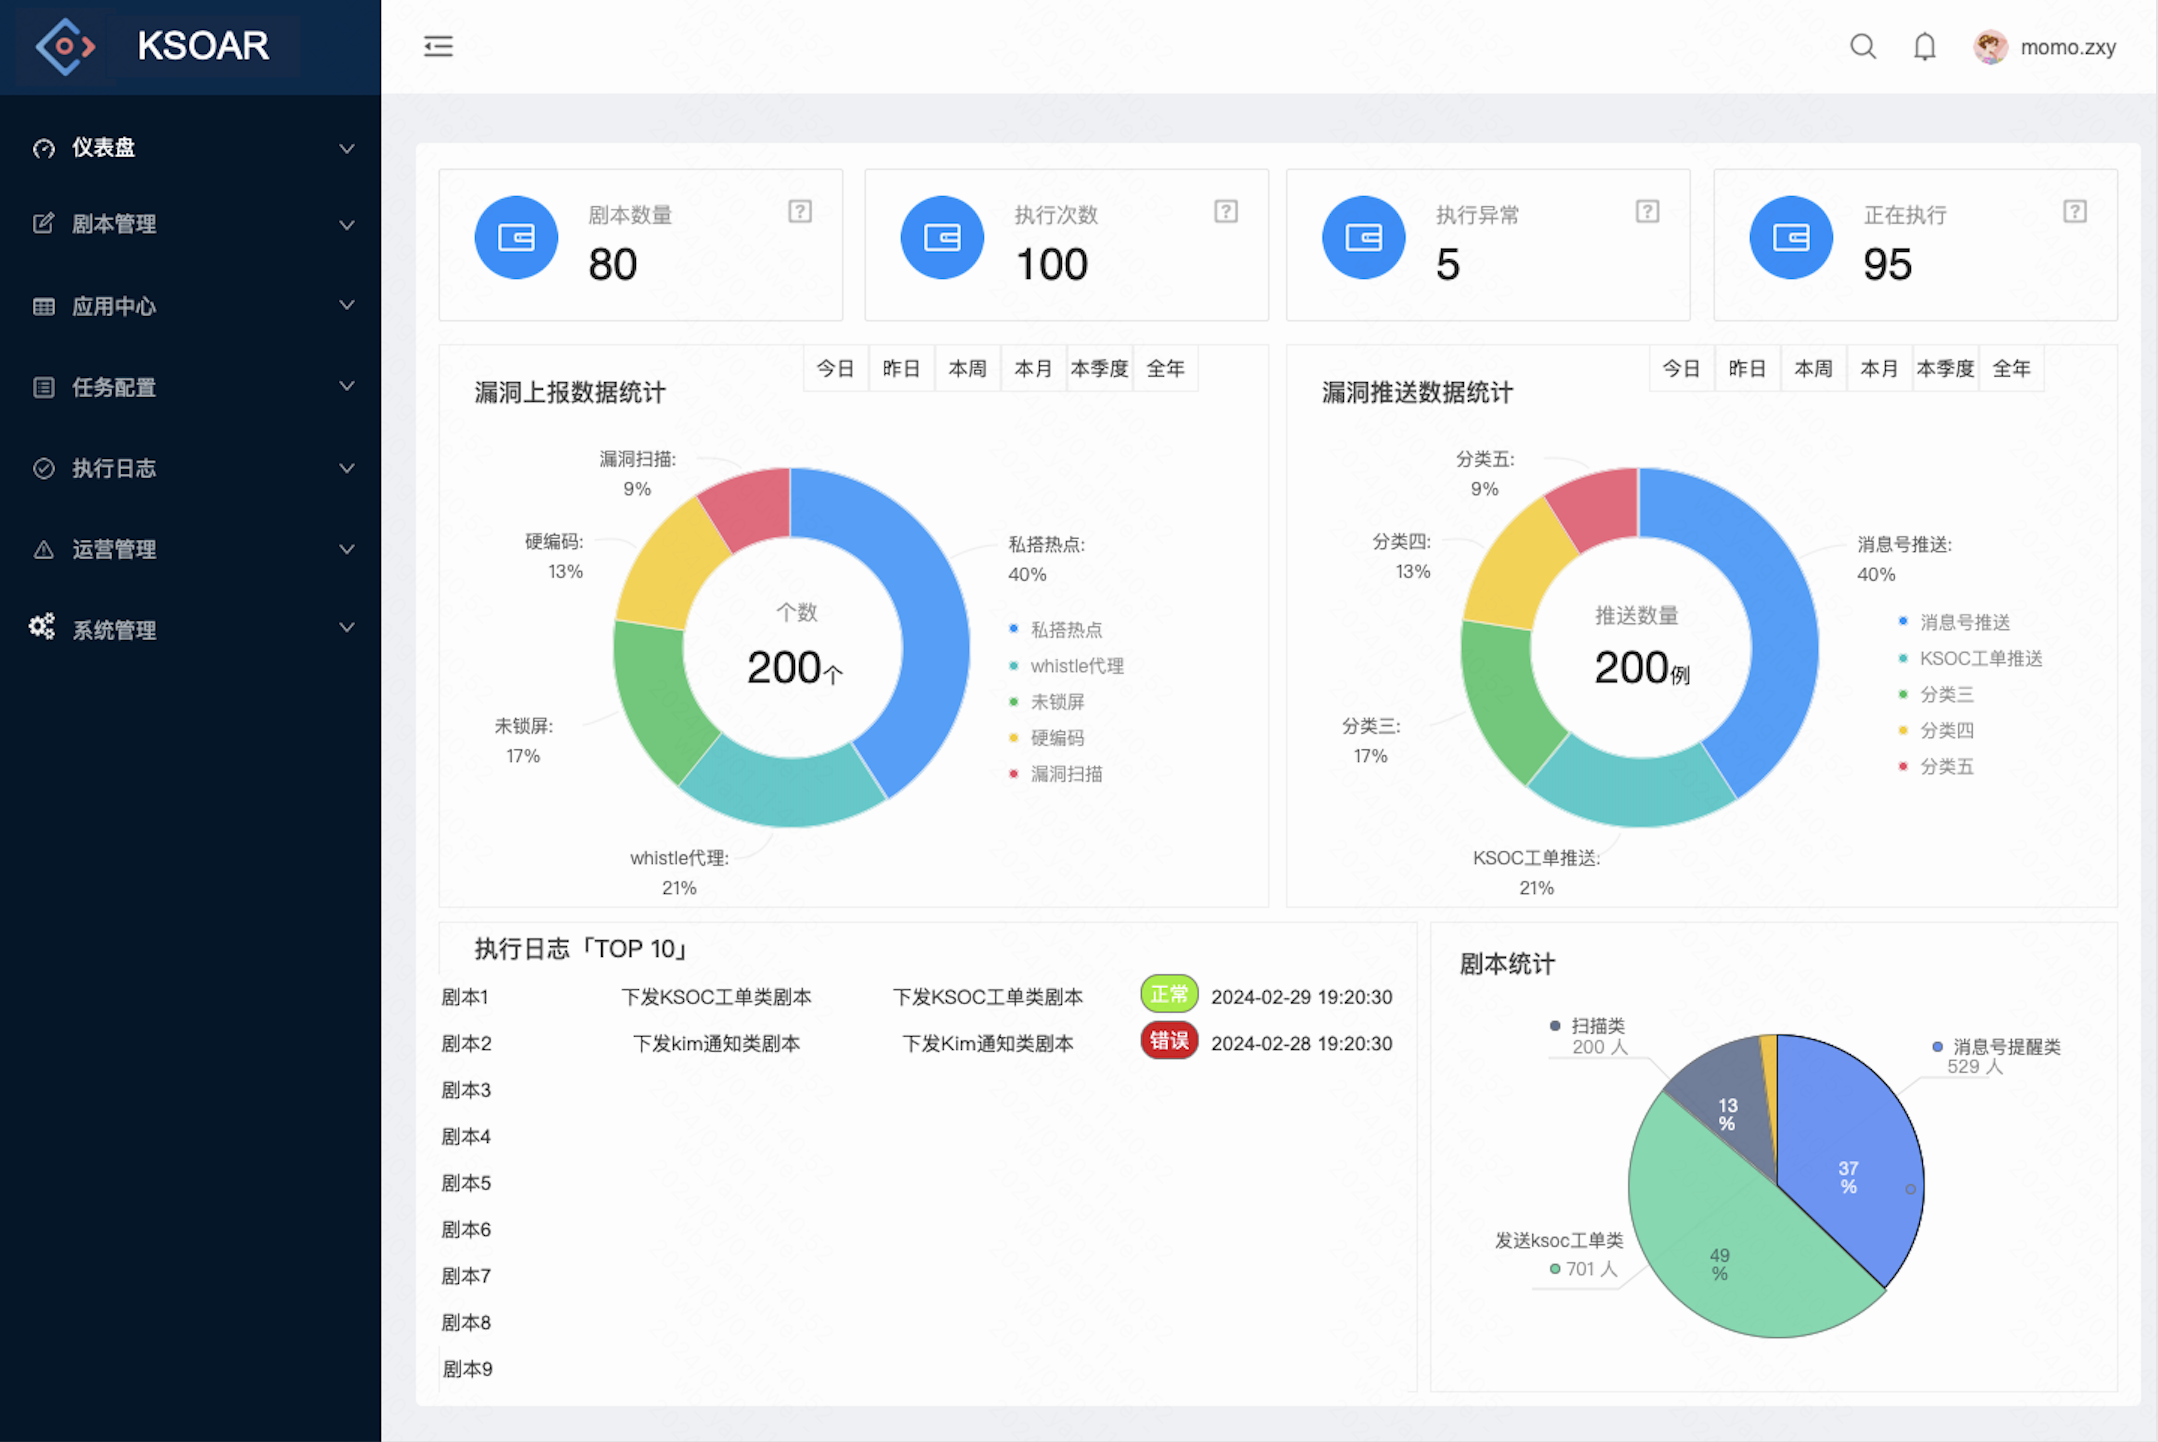 KSOAR
momo.zxy
仪表盘
剧本管理
应用中心
任务配置
执行日志
运营管理
系统管理
剧本数量
80
执行次数
100
执行异常
5
正在执行
95
漏洞上报数据统计
今日 昨日 本周 本月 本季度 全年
漏洞扫描:
9%
硬编码:
13%
私搭热点:
40%
个数
200个
未锁屏:
17%
whistle代理:
21%
私搭热点
whistle代理
未锁屏
硬编码
漏洞扫描
漏洞推送数据统计
今日 昨日 本周 本月 本季度 全年
分类五:
9%
分类四:
13%
消息号推送:
40%
推送数量
200例
分类三:
17%
KSOC工单推送:
21%
消息号推送
KSOC工单推送
分类三
分类四
分类五
执行日志「TOP 10」
剧本1 下发KSOC工单类剧本 下发KSOC工单类剧本 正常 2024-02-29 19:20:30
剧本2 下发kim通知类剧本 下发Kim通知类剧本 错误 2024-02-28 19:20:30
剧本3
剧本4
剧本5
剧本6
剧本7
剧本8
剧本9
剧本统计
扫描类
200 人
消息号提醒类
529 人
13
%
37
%
发送ksoc工单类
701 人
49
%